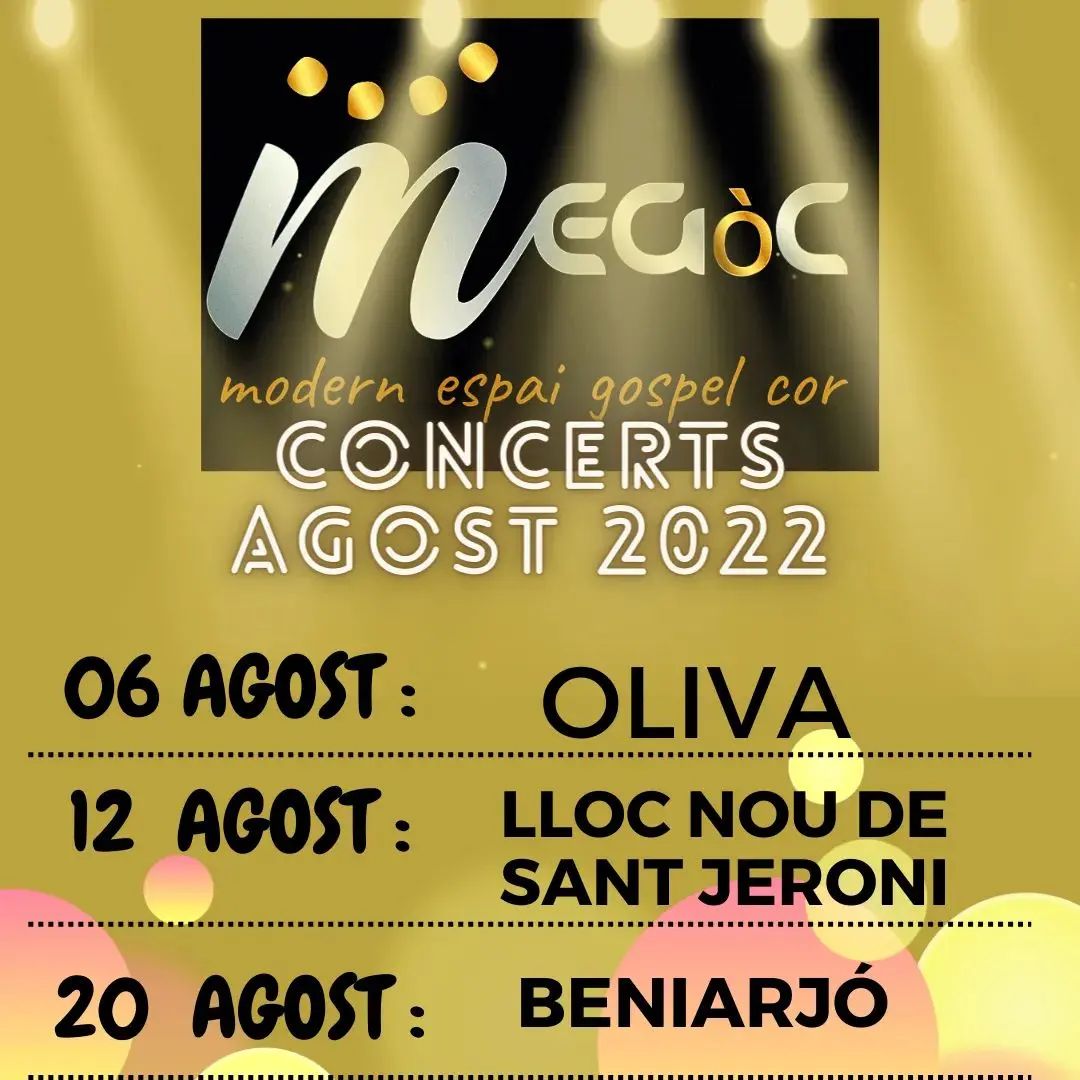 megòc
modern espai gospel cor
CONCERTS
AGOST 2022
06 AGOST : OLIVA
12 AGOST : LLOC NOU DE
SANT JERONI
20 AGOST : BENIARJÓ